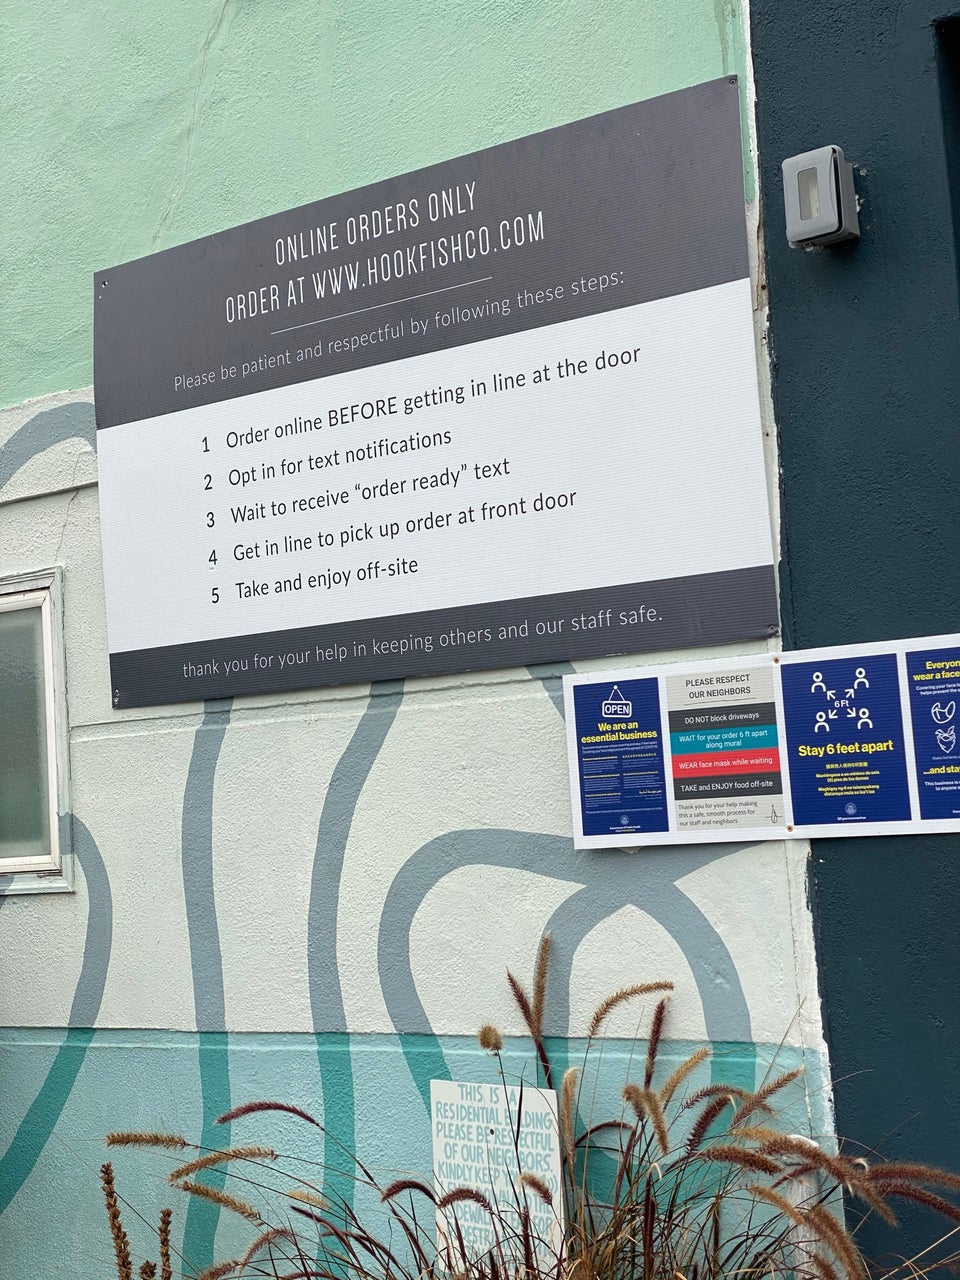 ONLINE ORDERS ONLY
ORDER AT WWW.HOOKFISHCO.COM
Please be patient and respectful by following these steps:
1 Order online BEFORE getting in line at the door
2 Opt in for text notifications
3 Wait to receive “order ready” text
4 Get in line to pick up order at front door
5 Take and enjoy off-site
thank you for your help in keeping others and our staff safe.
OPEN
We are an
essential business
PLEASE RESPECT
OUR NEIGHBORS
DO NOT block driveways
WAIT for your order 6 ft apart
along mural
WEAR face mask while waiting
TAKE and ENJOY food off-site
Thank you for your help making
this a safe, smooth process for
our staff and neighbors
6 Ft
Stay 6 feet apart
Everyon
wear a face
...and sta
THIS IS A
RESIDENTIAL BUILDING
PLEASE BE RESPECTFUL
OF OUR NEIGHBORS.
KINDLY KEEP